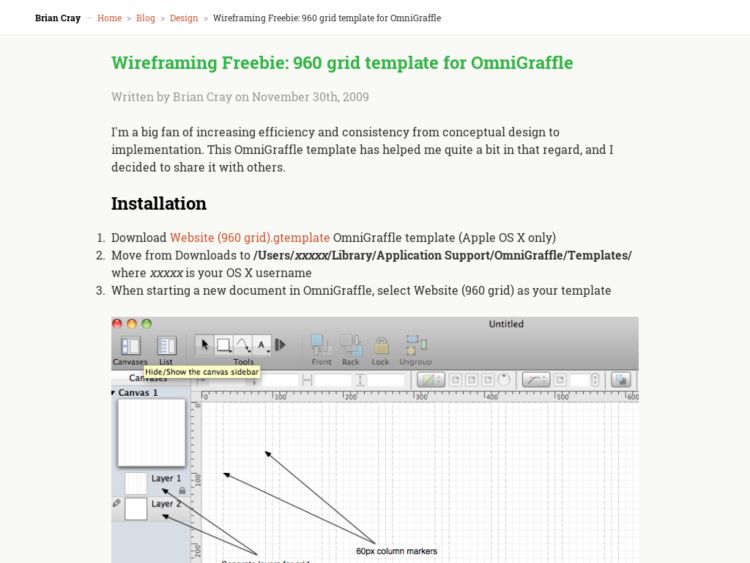 Brian Cray ··· Home > Blog > Design > Wireframing Freebie: 960 grid template for OmniGraffle
Wireframing Freebie: 960 grid template for OmniGraffle
Written by Brian Cray on November 30th, 2009
I'm a big fan of increasing efficiency and consistency from conceptual design to
implementation. This OmniGraffle template has helped me quite a bit in that regard, and I
decided to share it with others.
Installation
1. Download Website (960 grid).gtemplate OmniGraffle template (Apple OS X only)
2. Move from Downloads to /Users/xxxxx/Library/Application Support/OmniGraffle/Templates/
where xxxxx is your OS X username
3. When starting a new document in OmniGraffle, select Website (960 grid) as your template
Untitled
Canvases List Tools Front Back Lock Ungroup
Hide/Show the canvas sidebar
Canvases
Canvas 1
0 100 200 300 400 500 600
0
Layer 1
100
Layer 2
200
60px column markers